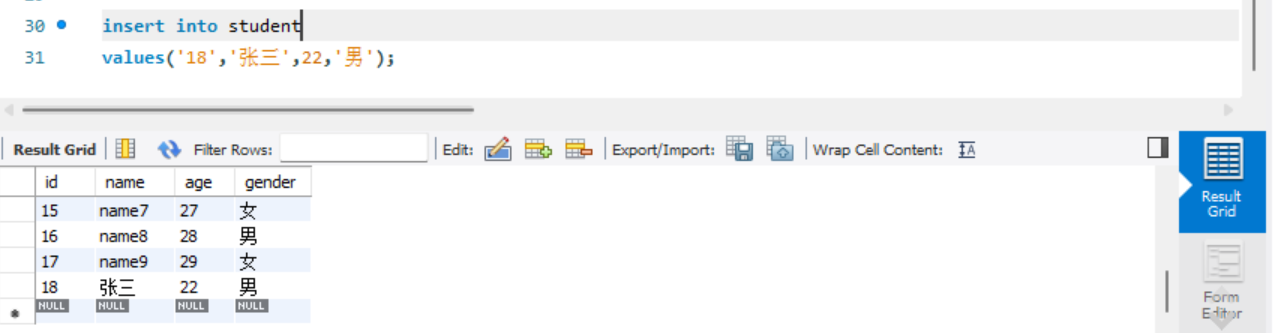 30 insert into student
31 values('18','张三',22,'男');
Result Grid Filter Rows: Edit: Export/Import: Wrap Cell Content:
id name age gender
15 name7 27 女
16 name8 28 男
17 name9 29 女
18 张三 22 男
NULL NULL NULL NULL
Result
Grid
Form
Editor